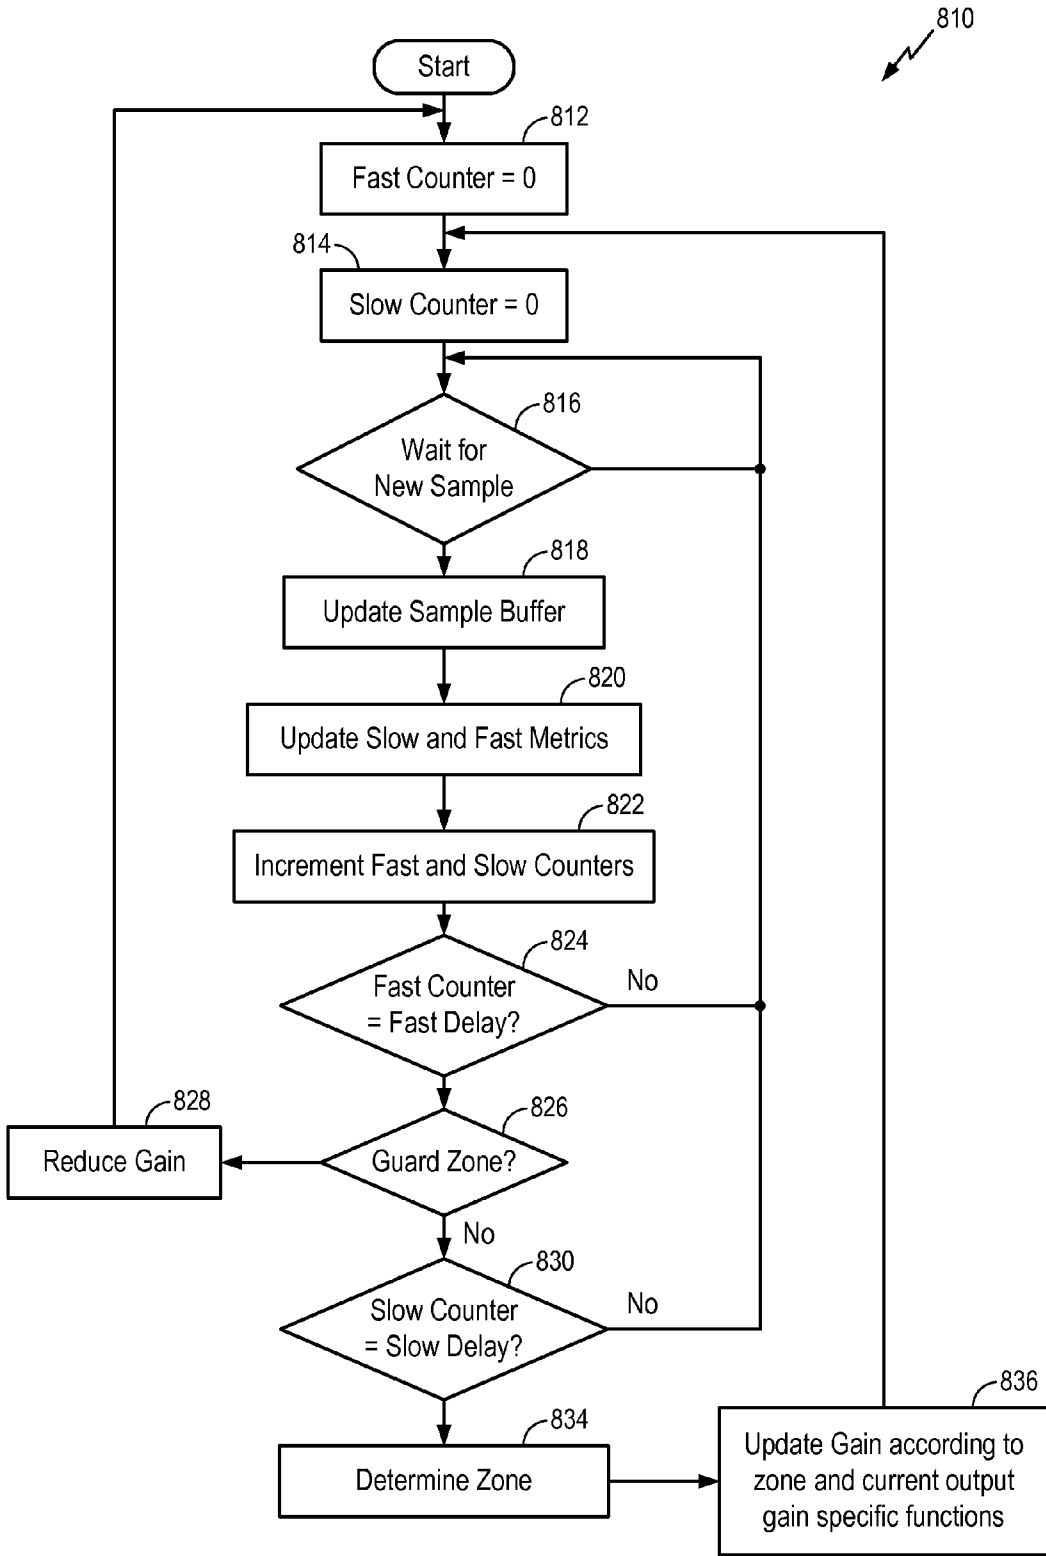 810
Start
812
Fast Counter = 0
814
Slow Counter = 0
816
Wait for
New Sample
818
Update Sample Buffer
820
Update Slow and Fast Metrics
822
Increment Fast and Slow Counters
824
Fast Counter
= Fast Delay?
No
826
Guard Zone?
828
Reduce Gain
No
830
Slow Counter
= Slow Delay?
No
834
Determine Zone
836
Update Gain according to
zone and current output
gain specific functions